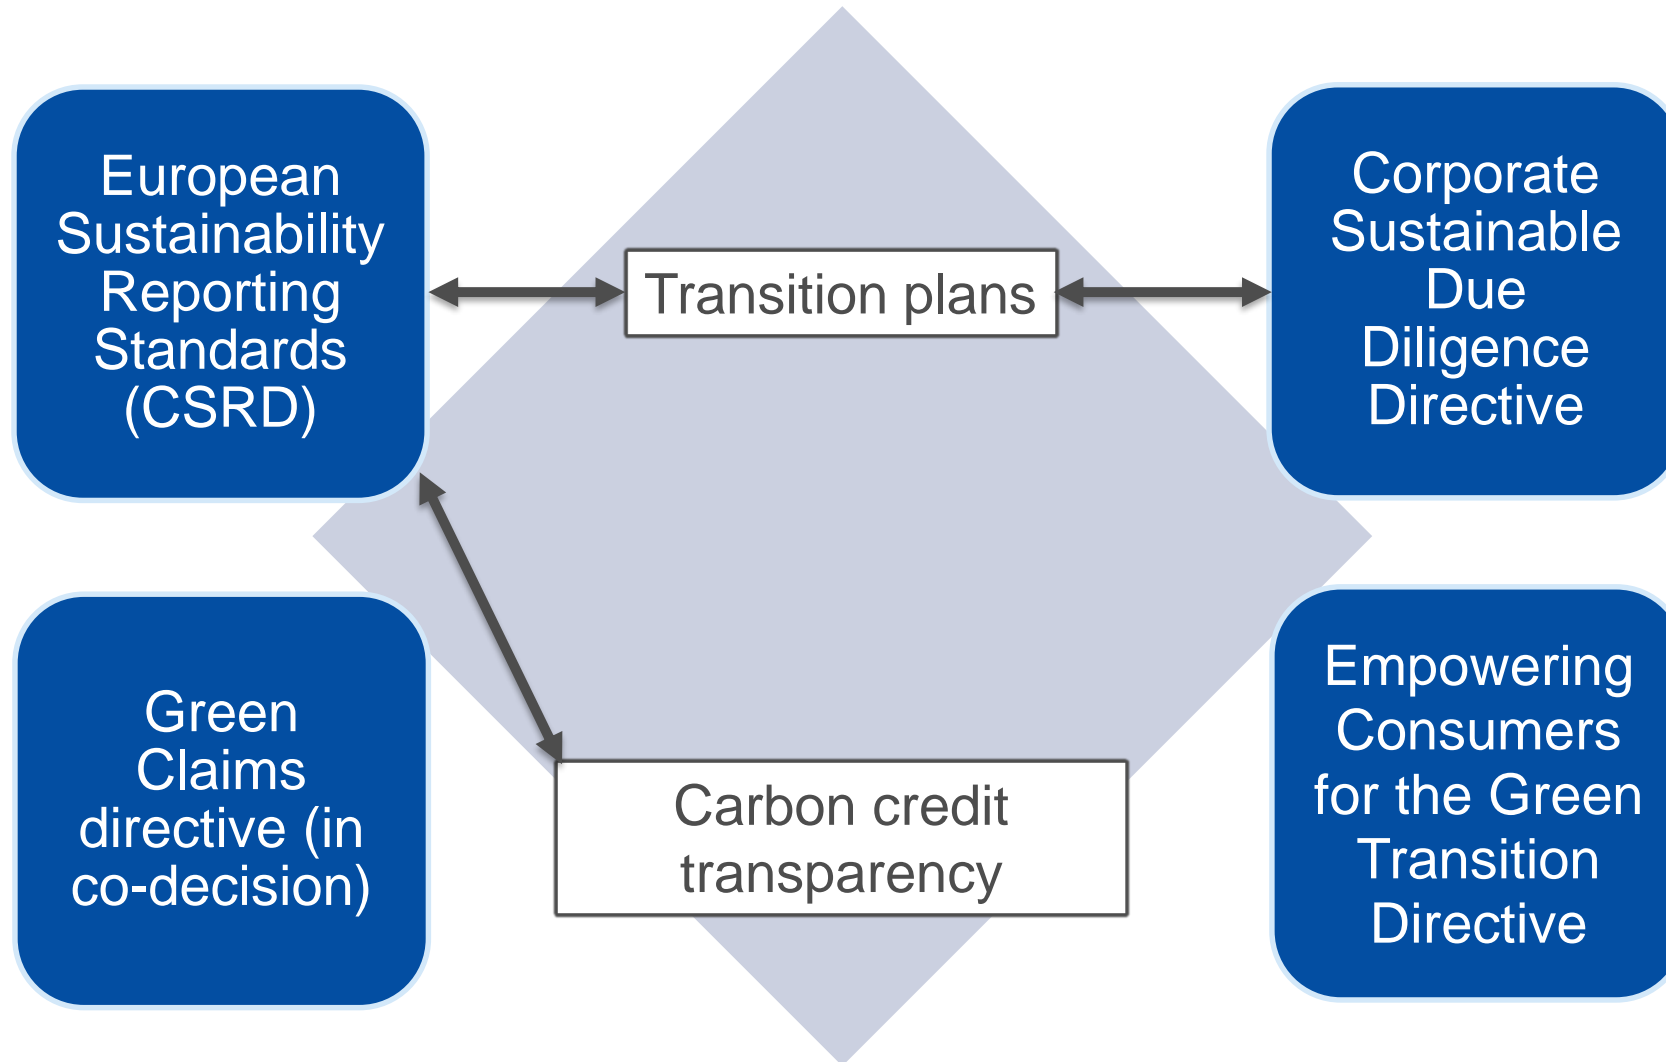 European
Sustainability
Reporting
Standards
(CSRD)
Transition plans
Corporate
Sustainable
Due
Diligence
Directive
Green
Claims
directive (in
co-decision)
Carbon credit
transparency
Empowering
Consumers
for the Green
Transition
Directive